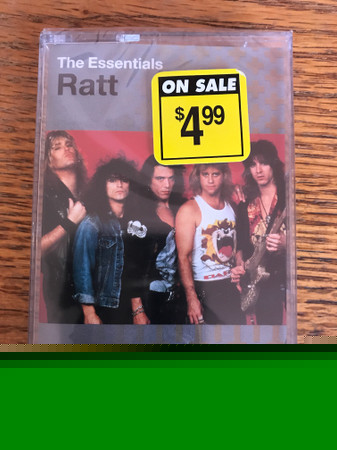 The Essentials
Ratt
ON SALE
$4.99